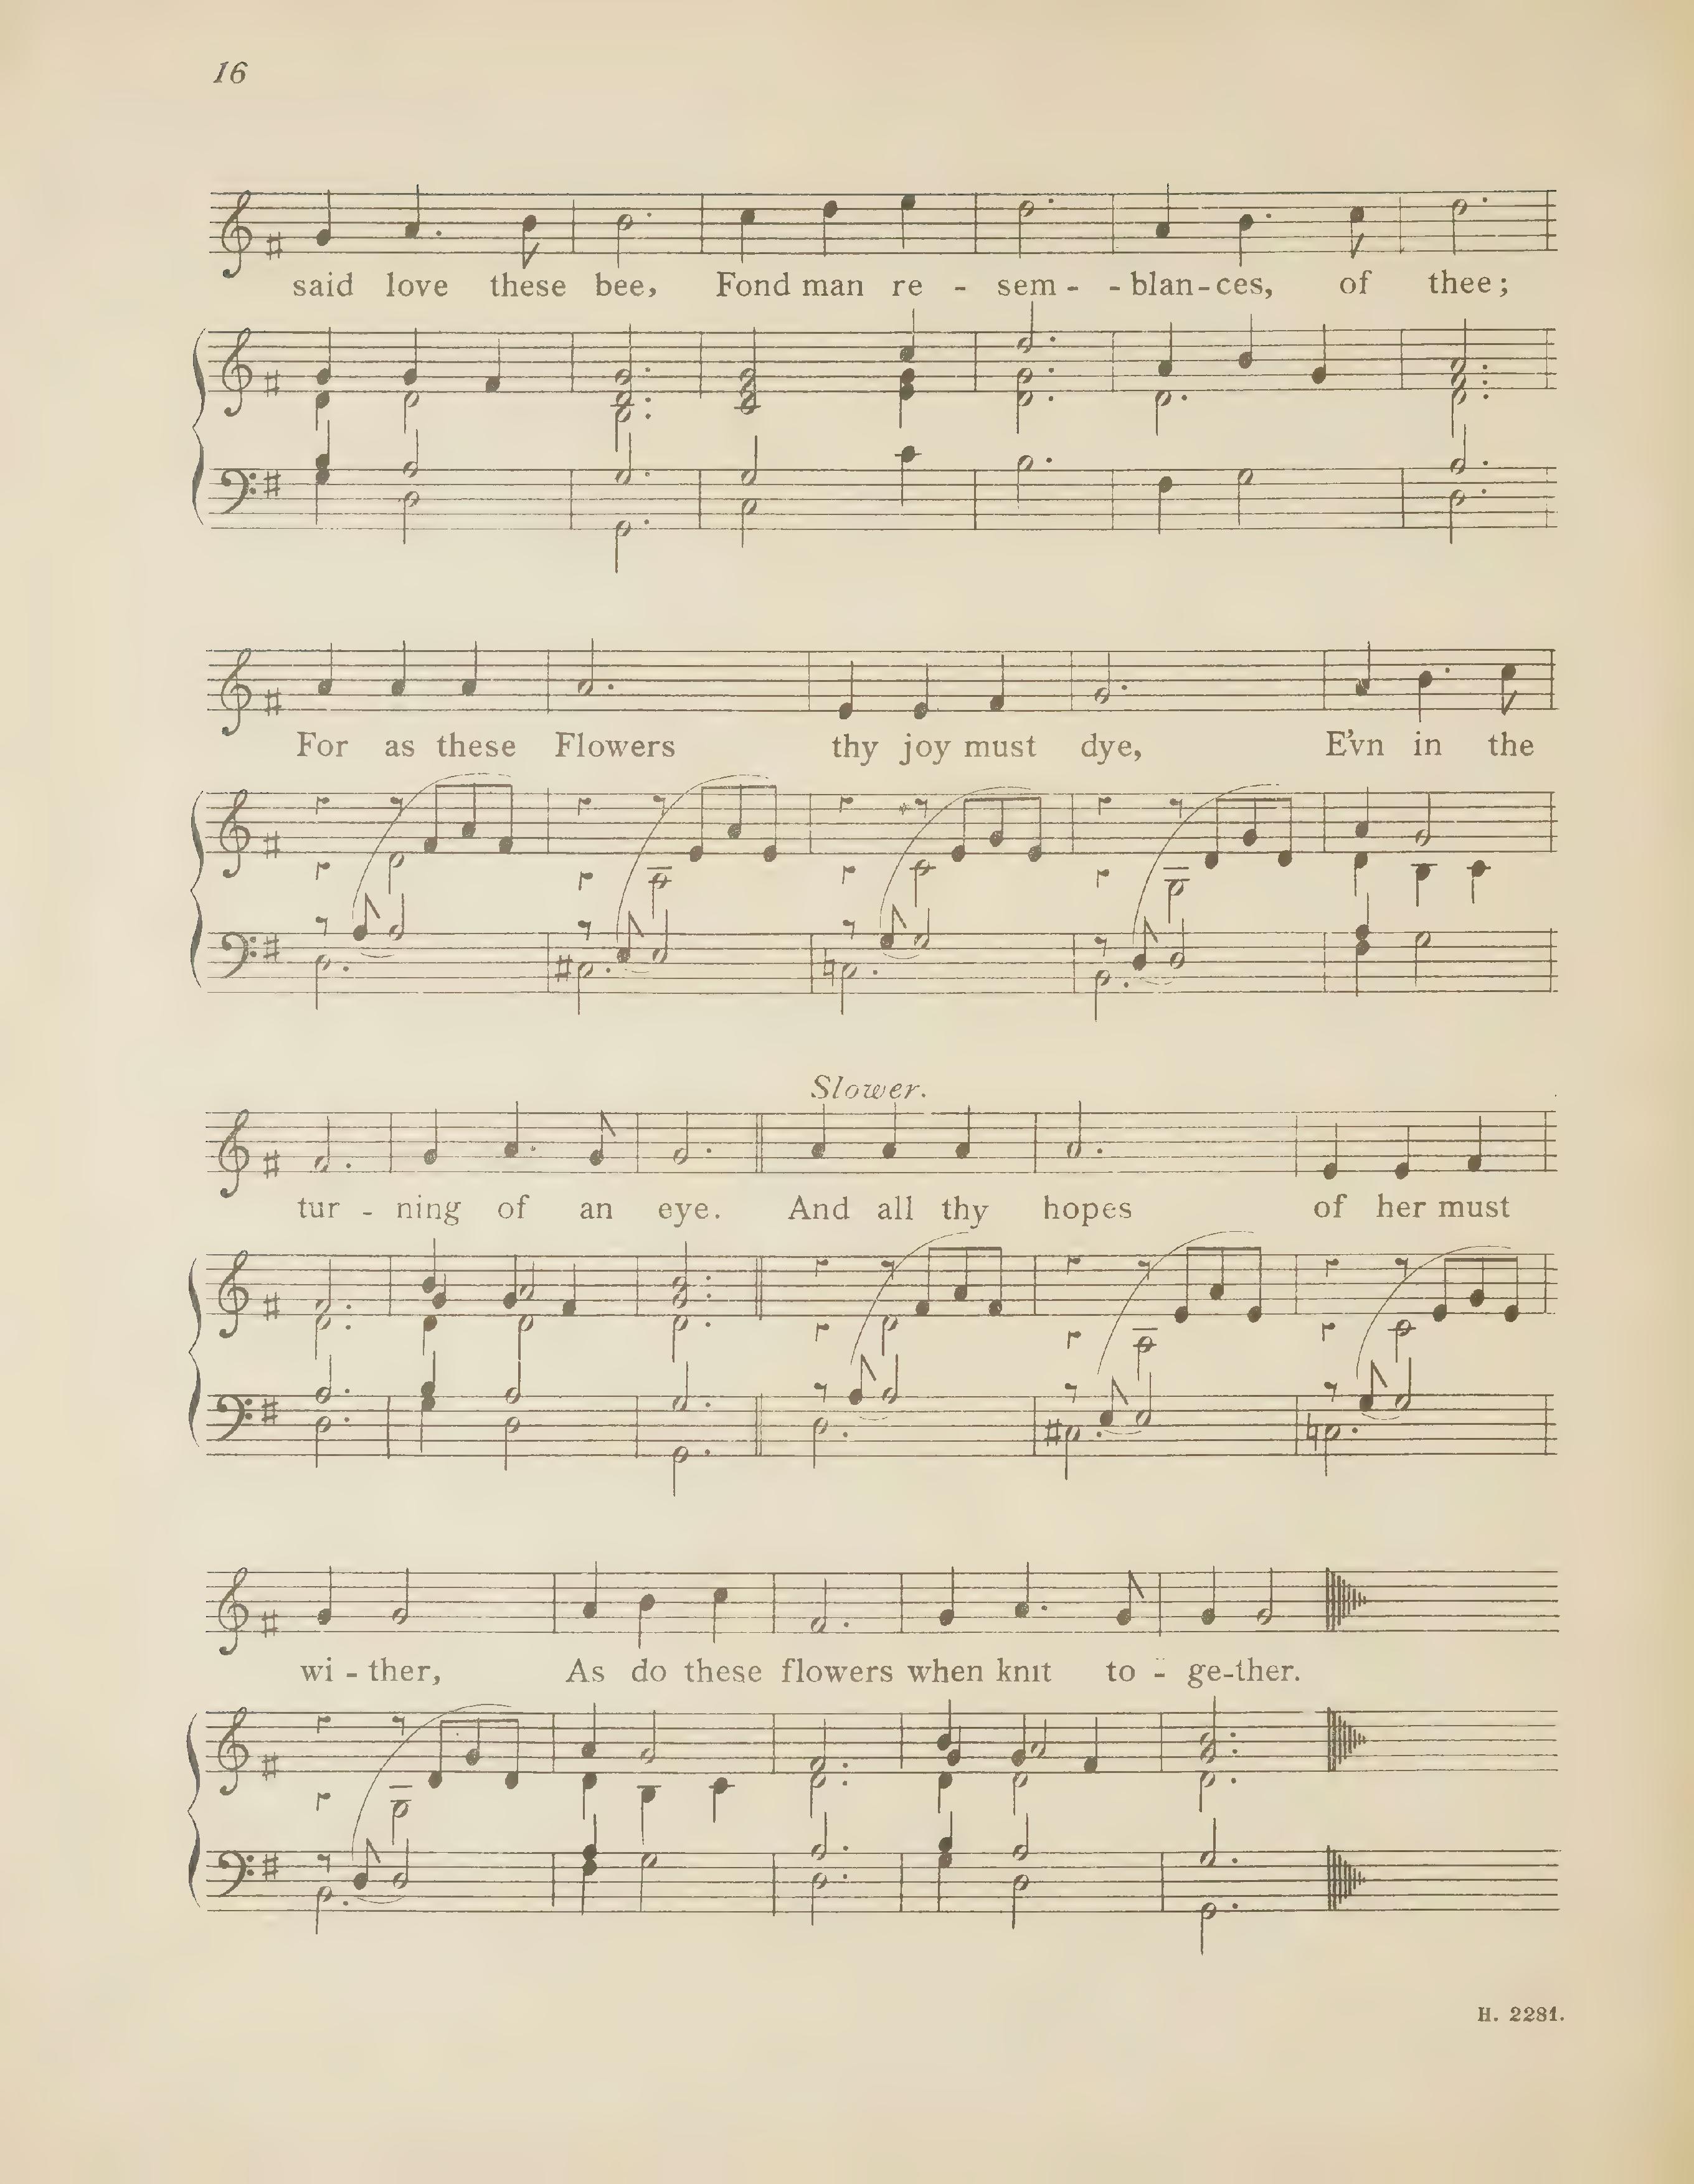 16
said love these bee, Fond man re - sem - - blan - ces, of thee;
For as these Flowers thy joy must dye, E'vn in the
Slower.
tur - ning of an eye. And all thy hopes of her must
wi - ther, As do these flowers when knit to - ge-ther.
H. 2281.